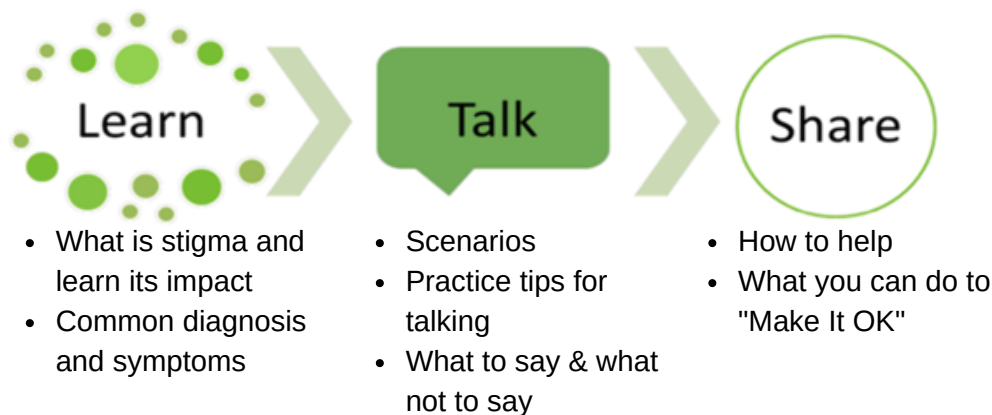 Learn
Talk
Share
• What is stigma and
learn its impact
• Common diagnosis
and symptoms
• Scenarios
• Practice tips for
talking
• What to say & what
not to say
• How to help
• What you can do to
"Make It OK"